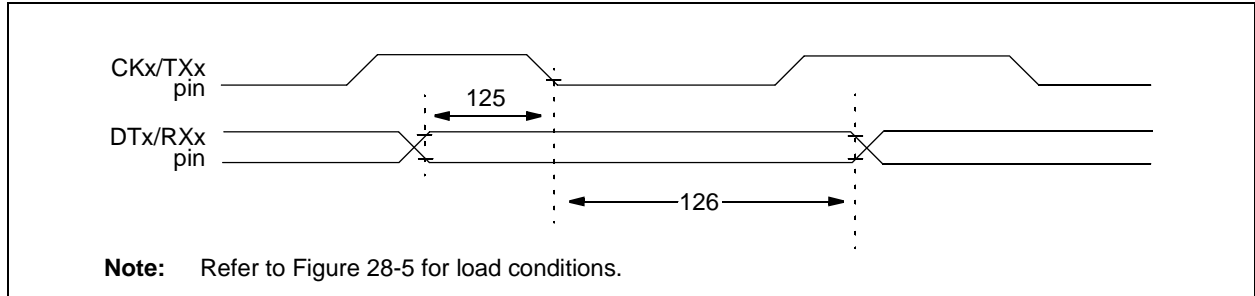 CKx/TXx
pin
125
DTx/RXx
pin
126
Note: Refer to Figure 28-5 for load conditions.